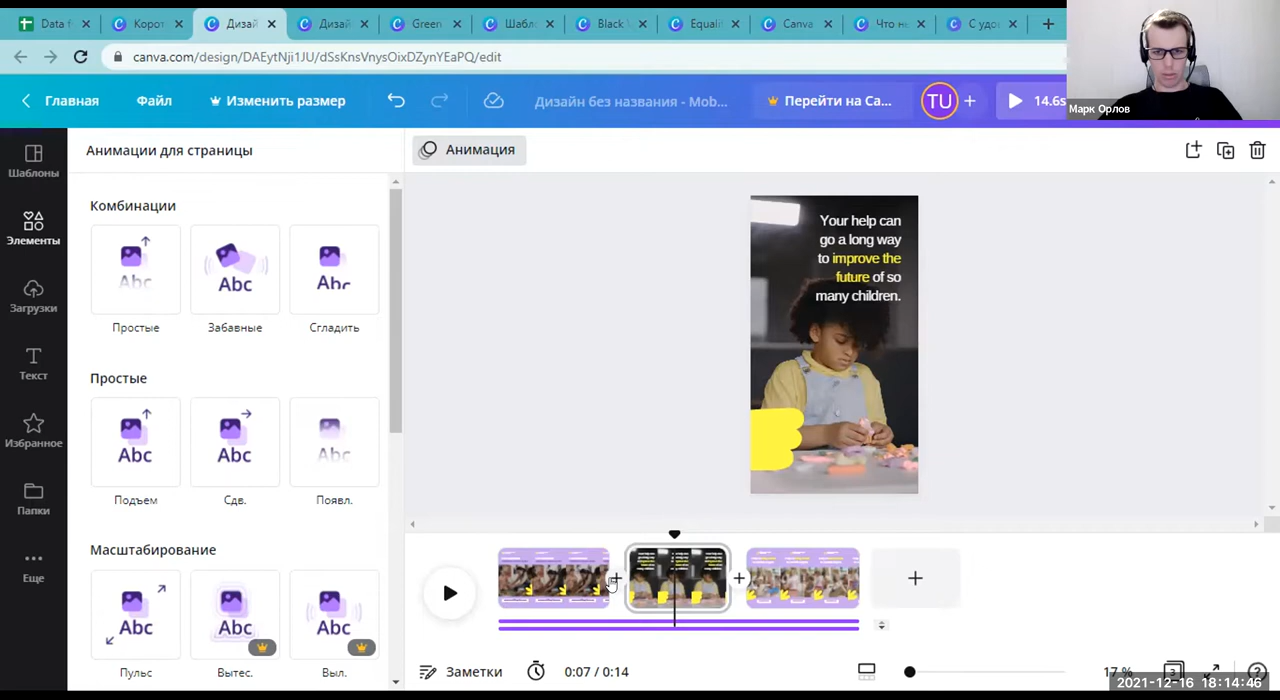 Data f
Корот
Дизай
Дизай
Green
Шабло
Black
Equali
Canva
Что н
С удо
canva.com/design/DAEytNji1JU/dSsKnsVnysOixDZynYEaPQ/edit
Марк Орлов
Главная
Файл
Изменить размер
Дизайн без названия - Mob...
Перейти на Ca...
TU
14.6s
Шаблоны
Элементы
Загрузки
Текст
Избранное
Папки
Еще
Анимации для страницы
Анимация
Комбинации
Abc
Abc
Abc
Простые
Забавные
Сгладить
Простые
Abc
Abc
Abc
Подъем
Сдв.
Появл.
Масштабирование
Abc
Abc
Abc
Пульс
Вытес.
Выл.
Your help can
go a long way
to improve the
future of so
many children.
Заметки
0:07 / 0:14
17 %
3
2021-12-16 18:14:46